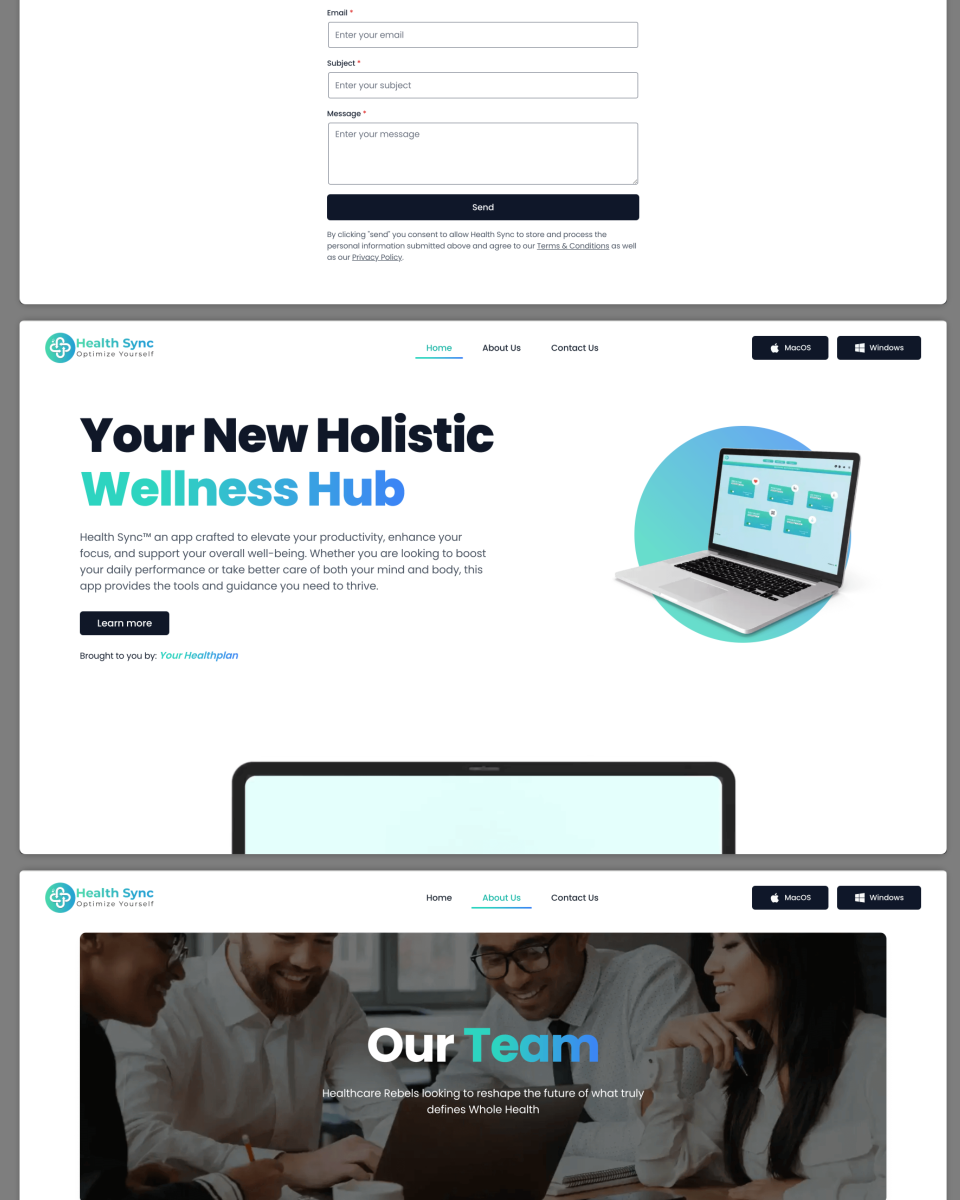 Email *
Enter your email
Subject *
Enter your subject
Message *
Enter your message
Send
By clicking "send" you consent to allow Health Sync to store and process the
personal information submitted above and agree to our Terms & Conditions as well
as our Privacy Policy.
Health Sync
Optimize Yourself
Home
About Us
Contact Us
MacOS
Windows
Your New Holistic
Wellness Hub
Health Sync™ an app crafted to elevate your productivity, enhance your
focus, and support your overall well-being. Whether you are looking to boost
your daily performance or take better care of both your mind and body, this
app provides the tools and guidance you need to thrive.
Learn more
Brought to you by: Your Healthplan
Health Sync
Optimize Yourself
Home
About Us
Contact Us
MacOS
Windows
Our Team
Healthcare Rebels looking to reshape the future of what truly
defines Whole Health